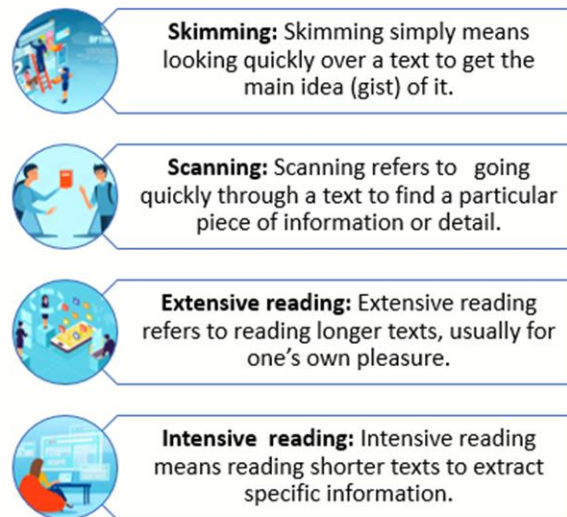 Skimming: Skimming simply means
looking quickly over a text to get the
main idea (gist) of it.
Scanning: Scanning refers to going
quickly through a text to find a particular
piece of information or detail.
Extensive reading: Extensive reading
refers to reading longer texts, usually for
one's own pleasure.
Intensive reading: Intensive reading
means reading shorter texts to extract
specific information.